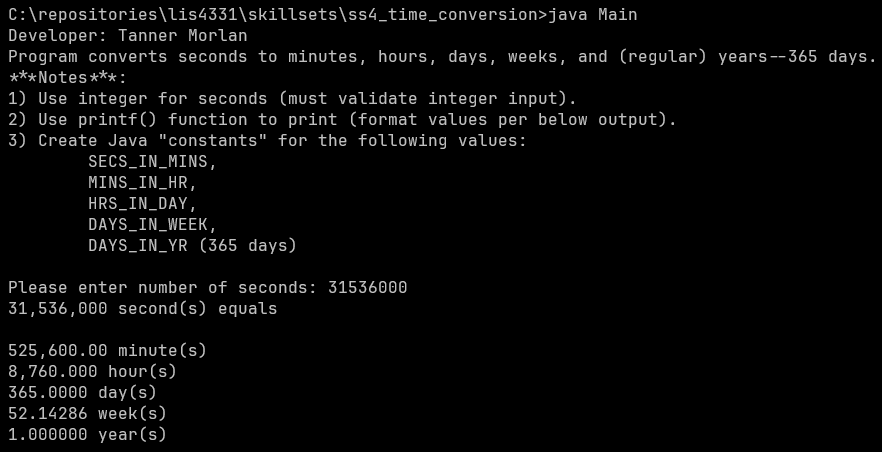 C:\repositories\lis4331\skillsets\ss4_time_conversion>java Main
Developer: Tanner Morlan
Program converts seconds to minutes, hours, days, weeks, and (regular) years--365 days.
***Notes***:
1) Use integer for seconds (must validate integer input).
2) Use printf() function to print (format values per below output).
3) Create Java "constants" for the following values:
        SECS_IN_MINS,
        MINS_IN_HR,
        HRS_IN_DAY,
        DAYS_IN_WEEK,
        DAYS_IN_YR (365 days)

Please enter number of seconds: 31536000
31,536,000 second(s) equals

525,600.00 minute(s)
8,760.000 hour(s)
365.0000 day(s)
52.14286 week(s)
1.000000 year(s)